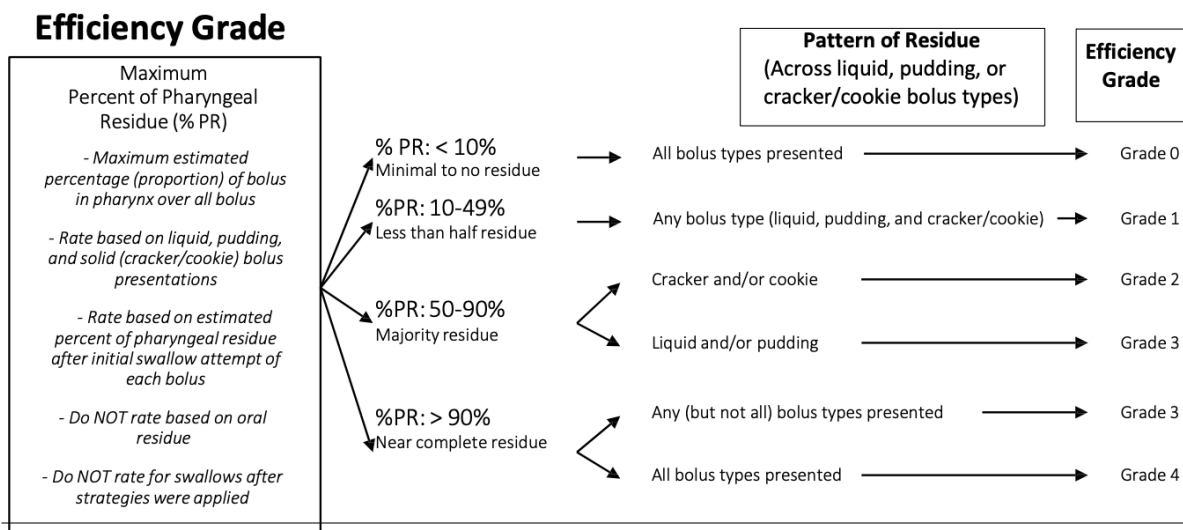 Efficiency Grade
Maximum
Percent of Pharyngeal
Residue (% PR)
- Maximum estimated
percentage (proportion) of bolus
in pharynx over all bolus
- Rate based on liquid, pudding,
and solid (cracker/cookie) bolus
presentations
- Rate based on estimated
percent of pharyngeal residue
after initial swallow attempt of
each bolus
- Do NOT rate based on oral
residue
- Do NOT rate for swallows after
strategies were applied
% PR: < 10%
Minimal to no residue
%PR: 10-49%
Less than half residue
%PR: 50-90%
Majority residue
%PR: > 90%
Near complete residue
Pattern of Residue
(Across liquid, pudding, or
cracker/cookie bolus types)
All bolus types presented
Any bolus type (liquid, pudding, and cracker/cookie)
Cracker and/or cookie
Liquid and/or pudding
Any (but not all) bolus types presented
All bolus types presented
Efficiency
Grade
Grade 0
Grade 1
Grade 2
Grade 3
Grade 3
Grade 4